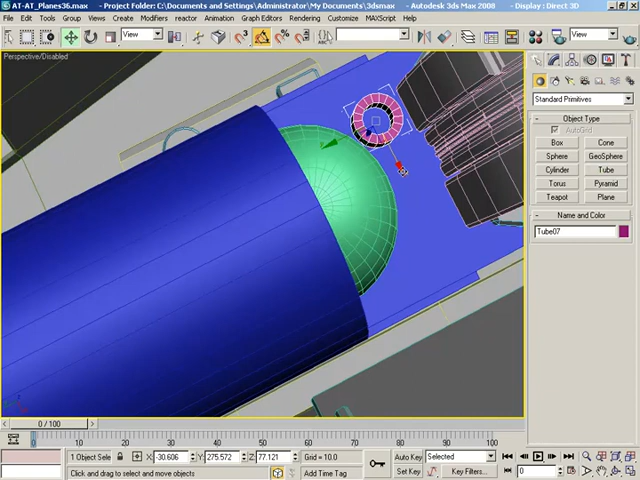 AT-AT_Planes36.max - Project Folder: C:\Documents and Settings\Administrator\My Documents\3dsmax - Autodesk 3ds Max 2008 - Display : Direct 3D
File Edit Tools Group Views Create Modifiers reactor Animation Graph Editors Rendering Customize MAXScript Help
View
View
Perspective/Disabled
Standard Primitives
Object Type
AutoGrid
Box Cone
Sphere GeoSphere
Cylinder Tube
Torus Pyramid
Teapot Plane
Name and Color
Tube07
0 / 100
0 10 20 30 40 50 60 70 80 90 100
1 Object Sele X: -30.606 Y: 275.572 Z: 77.121 Grid = 10.0 Auto Key Selected
Click and drag to select and move objects Add Time Tag Set Key Key Filters... 0